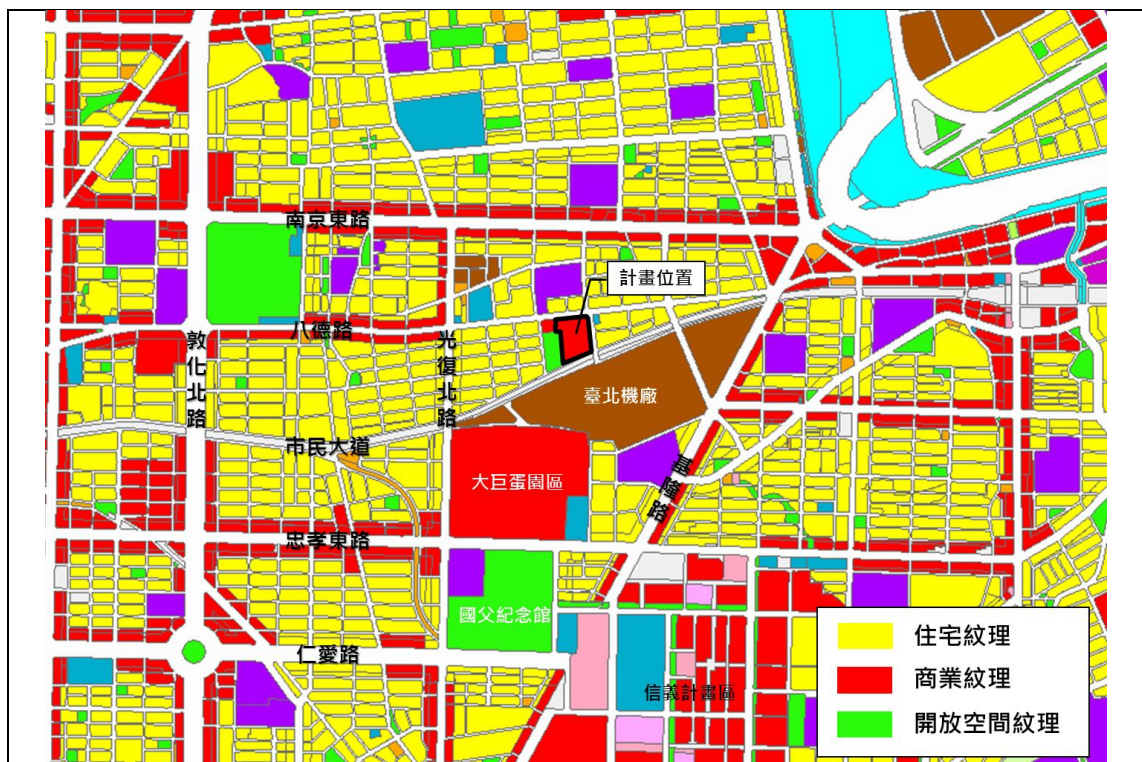 南京東路
計畫位置
八德路
敦化北路
光復北路
臺北機廠
市民大道
大巨蛋園區
基隆路
忠孝東路
國父紀念館
仁愛路
信義計畫區
住宅紋理
商業紋理
開放空間紋理